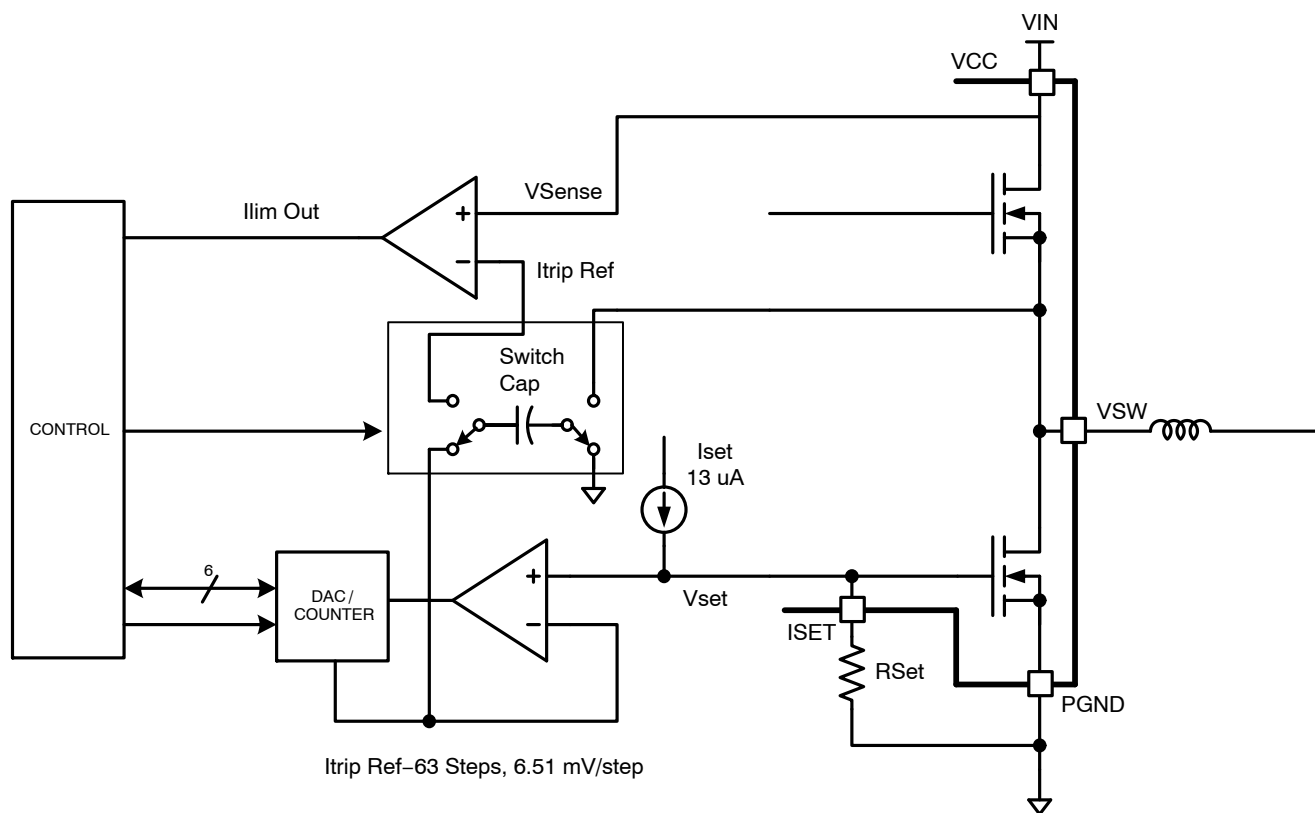 VIN
VCC
VSense
Ilim Out
+
−
Itrip Ref
Switch
Cap
CONTROL
VSW
Iset
13 uA
6
DAC /
COUNTER
+
−
Vset
ISET
RSet
PGND
Itrip Ref−63 Steps, 6.51 mV/step